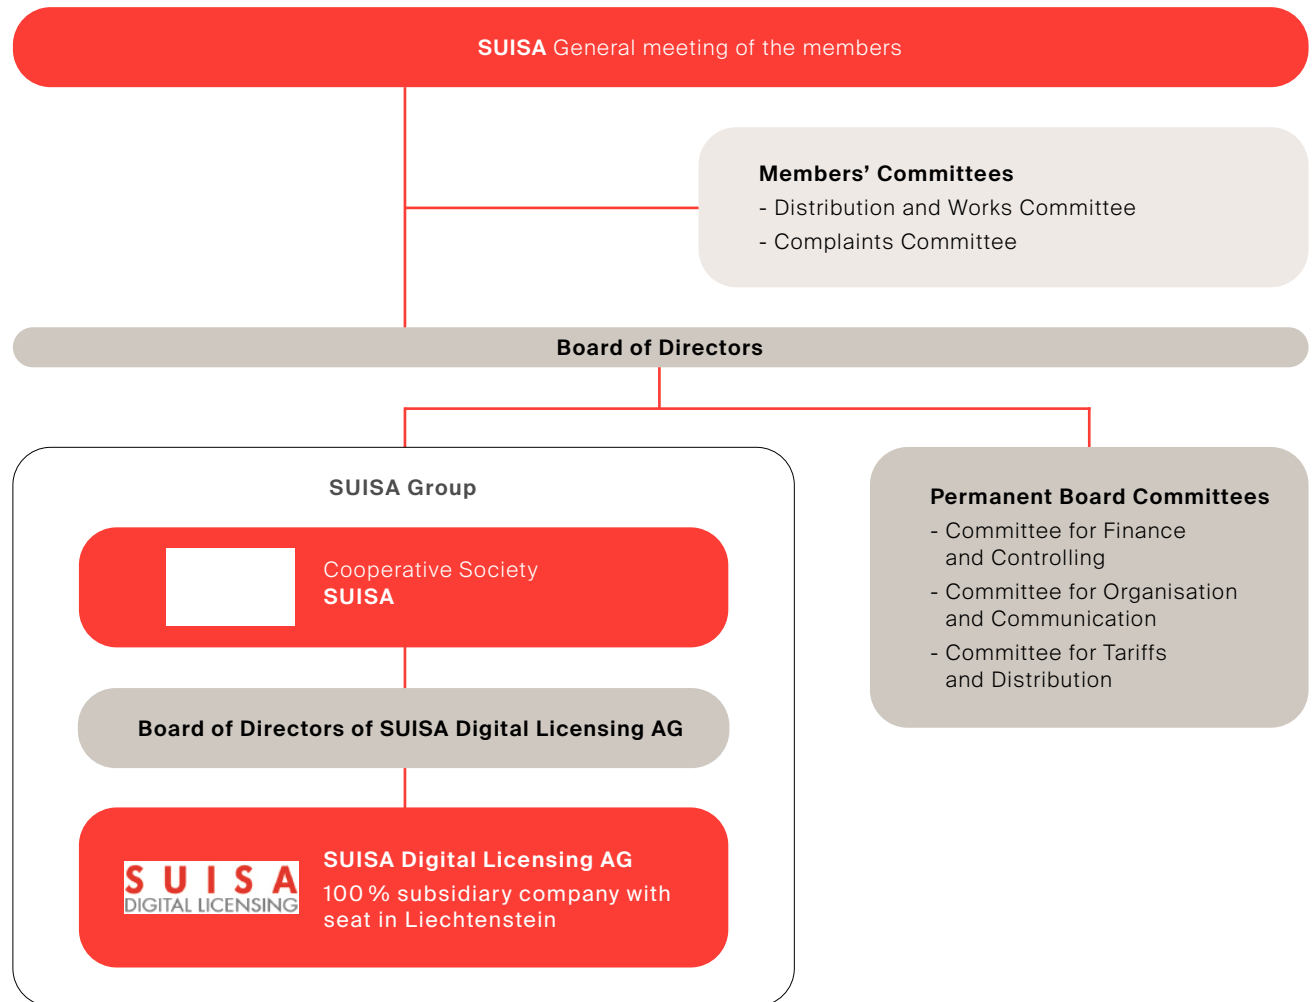 SUISA General meeting of the members
Members’ Committees
- Distribution and Works Committee
- Complaints Committee
Board of Directors
SUISA Group
Cooperative Society
SUISA
Board of Directors of SUISA Digital Licensing AG
SUISA
DIGITAL LICENSING
SUISA Digital Licensing AG
100 % subsidiary company with
seat in Liechtenstein
Permanent Board Committees
- Committee for Finance
and Controlling
- Committee for Organisation
and Communication
- Committee for Tariffs
and Distribution